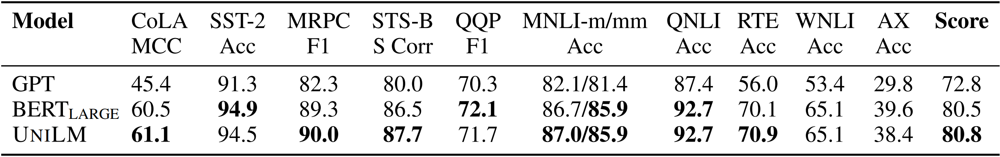 Model CoLA SST-2 MRPC STS-B QQP MNLI-m/mm QNLI RTE WNLI AX Score
MCC Acc F1 S Corr F1 Acc Acc Acc Acc Acc
GPT 45.4 91.3 82.3 80.0 70.3 82.1/81.4 87.4 56.0 53.4 29.8 72.8
BERTLARGE 60.5 94.9 89.3 86.5 72.1 86.7/85.9 92.7 70.1 65.1 39.6 80.5
UNILM 61.1 94.5 90.0 87.7 71.7 87.0/85.9 92.7 70.9 65.1 38.4 80.8